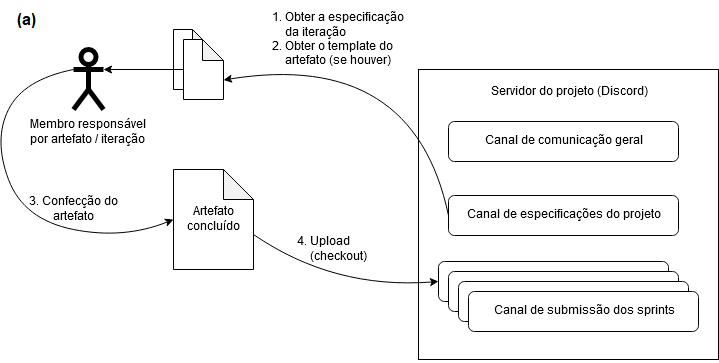 (a)
1. Obter a especificação
da iteração
2. Obter o template do
artefato (se houver)
Membro responsável
por artefato / iteração
3. Confecção do
artefato
Artefato
concluído
4. Upload
(checkout)
Servidor do projeto (Discord)
Canal de comunicação geral
Canal de especificações do projeto
Canal de submissão dos sprints